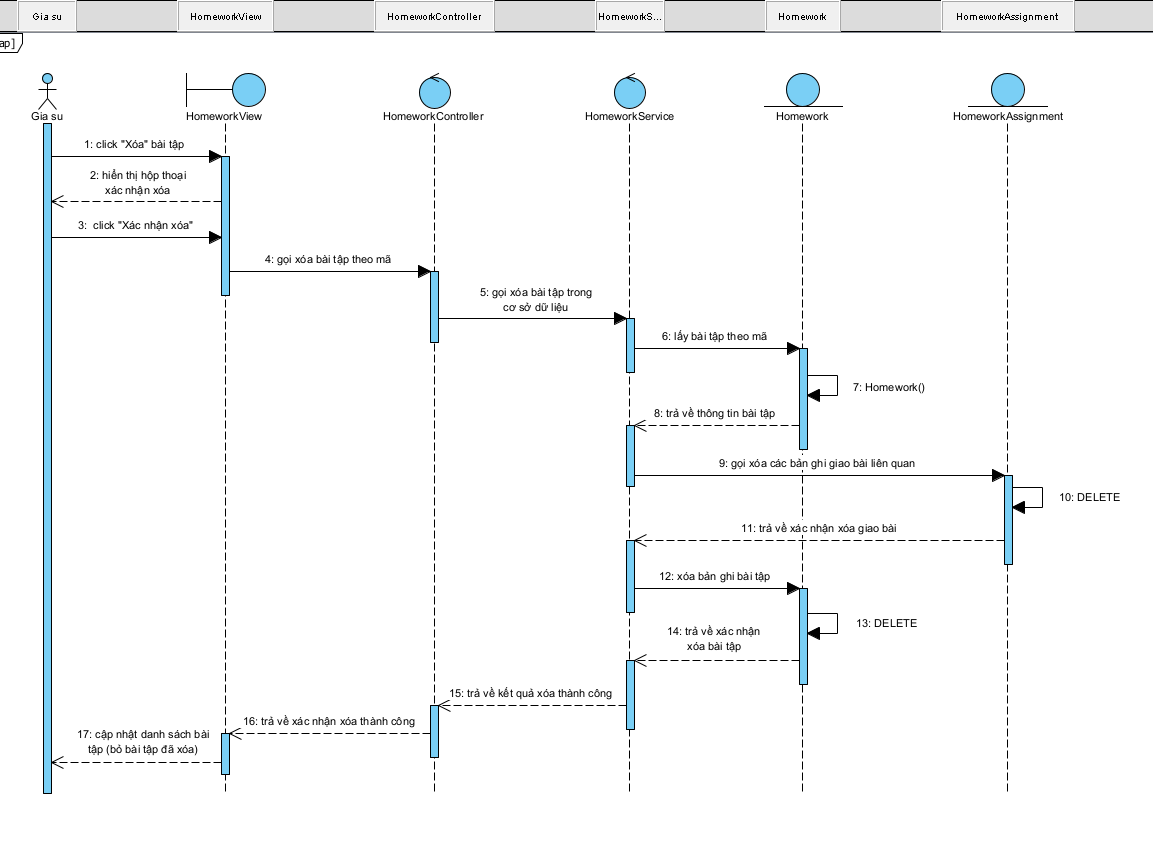 Gia su
HomeworkView
HomeworkController
HomeworkS...
Homework
HomeworkAssignment
ap]
Gia su
HomeworkView
HomeworkController
HomeworkService
Homework
HomeworkAssignment
1: click "Xóa" bài tập
2: hiển thị hộp thoại
xác nhận xóa
3:  click "Xác nhận xóa"
4: gọi xóa bài tập theo mã
5: gọi xóa bài tập trong
cơ sở dữ liệu
6: lấy bài tập theo mã
7: Homework()
8: trả về thông tin bài tập
9: gọi xóa các bản ghi giao bài liên quan
10: DELETE
11: trả về xác nhận xóa giao bài
12: xóa bản ghi bài tập
13: DELETE
14: trả về xác nhận
xóa bài tập
15: trả về kết quả xóa thành công
16: trả về xác nhận xóa thành công
17: cập nhật danh sách bài
tập (bỏ bài tập đã xóa)